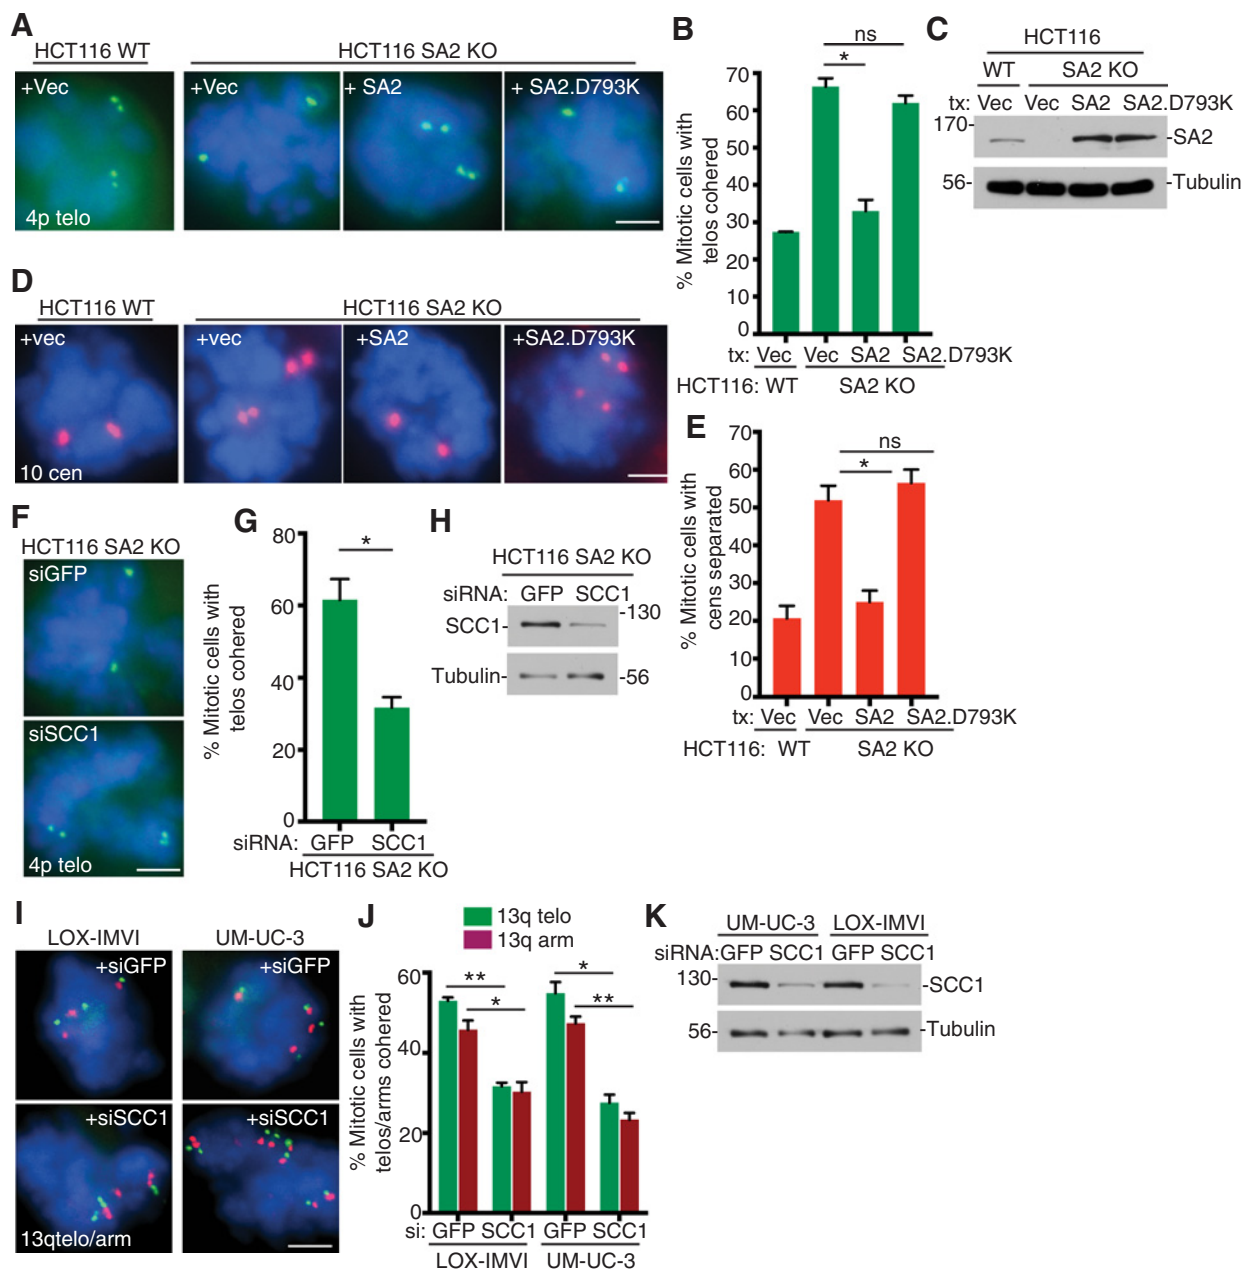 A
HCT116 WT
HCT116 SA2 KO
+Vec
+Vec
+ SA2
+ SA2.D793K
4p telo
B
ns
*
% Mitotic cells with
telos cohered
70
60
50
40
30
20
10
0
tx: Vec Vec SA2 SA2.D793K
HCT116: WT SA2 KO
C
HCT116
WT SA2 KO
tx: Vec Vec SA2 SA2.D793K
170-
-SA2
56-
-Tubulin
D
HCT116 WT
HCT116 SA2 KO
+vec
+vec
+SA2
+SA2.D793K
10 cen
E
ns
*
% Mitotic cells with
cens separated
70
60
50
40
30
20
10
0
tx: Vec Vec SA2 SA2.D793K
HCT116: WT SA2 KO
F
HCT116 SA2 KO
siGFP
siSCC1
4p telo
G
*
% Mitotic cells with
telos cohered
80
60
40
20
0
siRNA: GFP SCC1
HCT116 SA2 KO
H
HCT116 SA2 KO
siRNA: GFP SCC1
-130
SCC1-
Tubulin-
-56
I
LOX-IMVI
UM-UC-3
+siGFP
+siGFP
+siSCC1
+siSCC1
13qtelo/arm
J
13q telo
13q arm
**
*
*
**
% Mitotic cells with
telos/arms cohered
60
40
20
0
si: GFP SCC1 GFP SCC1
LOX-IMVI UM-UC-3
K
UM-UC-3 LOX-IMVI
siRNA:GFP SCC1 GFP SCC1
130-
-SCC1
56-
-Tubulin